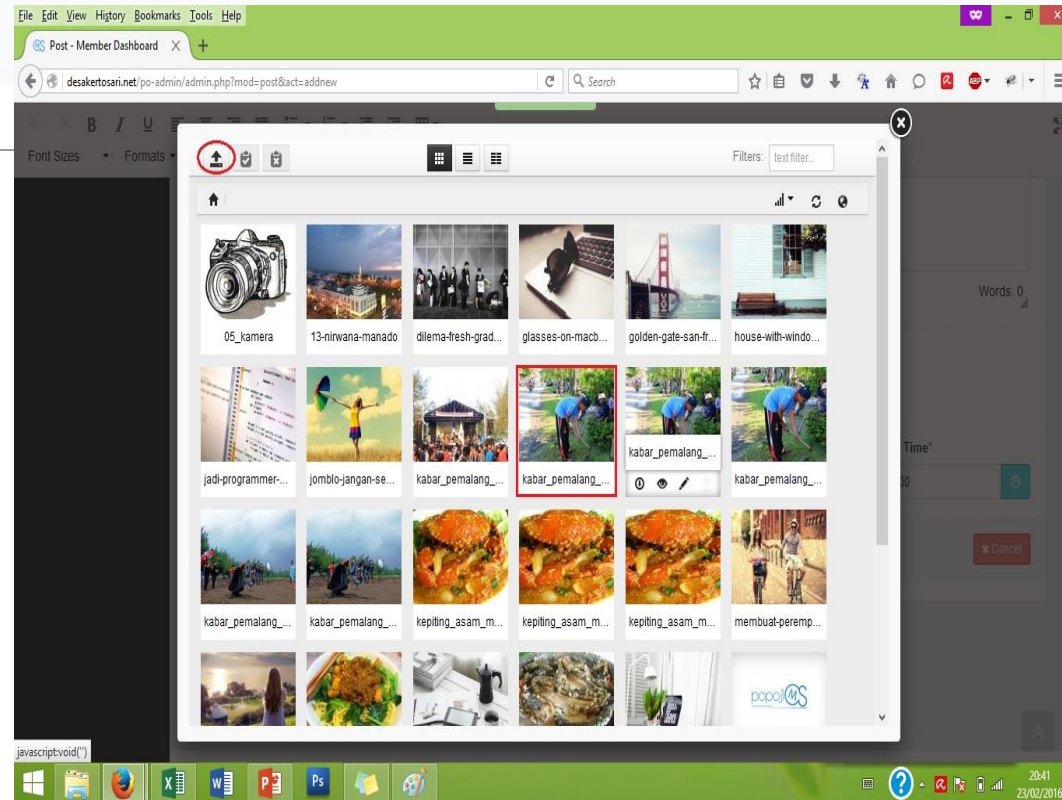 File Edit View History Bookmarks Tools Help
Post - Member Dashboard
desakertosari.net/po-admin/admin.php?mod=post&act=addnew
Search
ABP
B I U
Font Sizes Formats
Filters: text filter...
05_kamera 13-nirwana-manado dilema-fresh-grad... glasses-on-macb... golden-gate-san-fr... house-with-windo...
Words: 0
jadi-programmer-... jomblo-jangan-se... kabar_pemalang_... kabar_pemalang_... kabar_pemalang_... kabar_pemalang_...
Time*
Cancel
kabar_pemalang_... kabar_pemalang_... kepiting_asam_m... kepiting_asam_m... kepiting_asam_m... membuat-peremp...
popojiCMS
javascript:void('')
Ps
20:41
23/02/2016